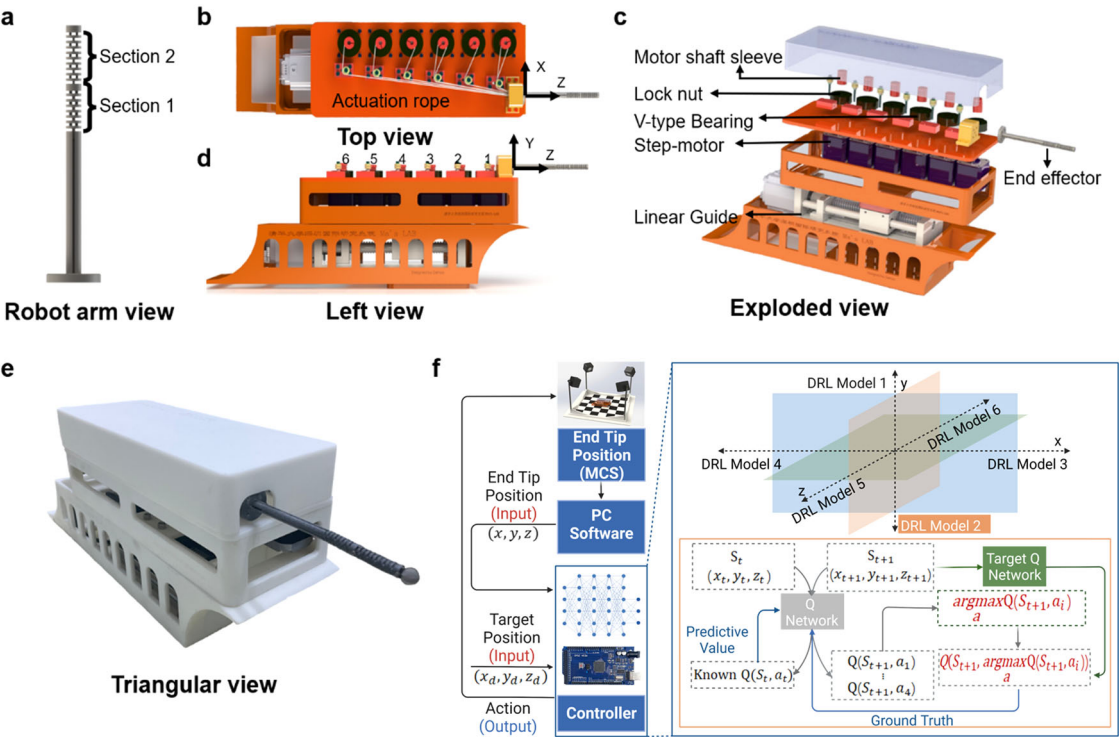 a
Section 2
Section 1
Robot arm view
b
X
Z
Actuation rope
Top view
d
Y
6 5 4 3 2 1
Z
Left view
c
Motor shaft sleeve
Lock nut
V-type Bearing
Step-motor
End effector
Linear Guide
Exploded view
e
Triangular view
f
End Tip
Position
(MCS)
End Tip
Position
(Input)
(x, y, z)
PC
Software
Target
Position
(Input)
(x_d, y_d, z_d)
Action
(Output)
Controller
DRL Model 1
y
DRL Model 6
x
DRL Model 4
DRL Model 3
z
DRL Model 5
DRL Model 2
S_t
(x_t, y_t, z_t)
S_{t+1}
(x_{t+1}, y_{t+1}, z_{t+1})
Target Q
Network
Q
Network
argmaxQ(S_{t+1}, a_i)
a
Predictive
Value
Known Q(S_t, a_t)
Q(S_{t+1}, a_1)
⋮
Q(S_{t+1}, a_4)
Q(S_{t+1}, argmaxQ(S_{t+1}, a_i))
a
Ground Truth